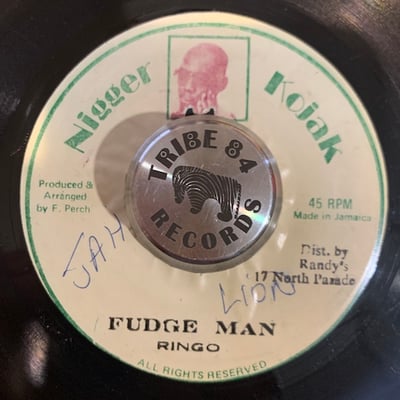 Nigger Kojak
TRIBE 84
RECORDS
Produced &
Arranged
by F. Perch
45 RPM
Made in Jamaica
JAH LION
Dist. by
Randy's
17 North Parade
FUDGE MAN
RINGO
ALL RIGHTS RESERVED